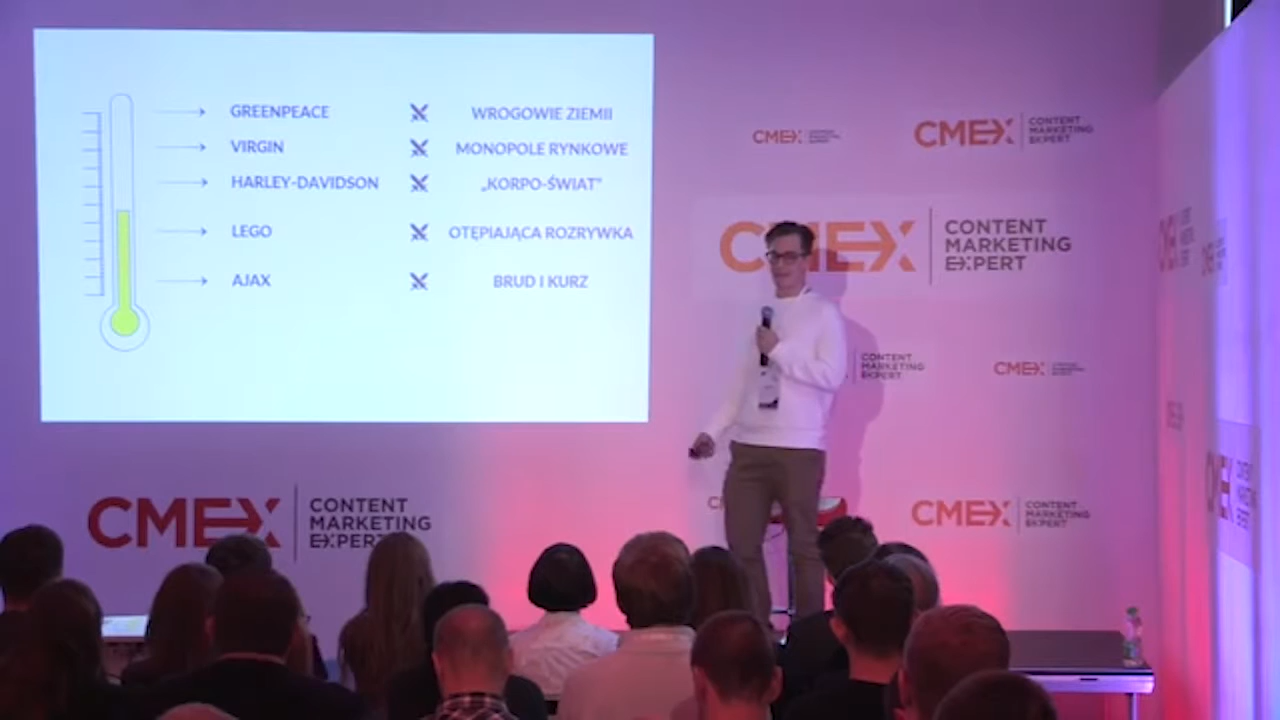 GREENPEACE WROGOWIE ZIEMII
VIRGIN MONOPOLE RYNKOWE
HARLEY-DAVIDSON „KORPO-ŚWIAT”
LEGO OTĘPIAJĄCA ROZRYWKA
AJAX BRUD I KURZ
CMEX
CMEX CONTENT
MARKETING
EXPERT
CMEX CONTENT
MARKETING
EXPERT
CONTENT
MARKETING
EXPERT
CMEX
CMEX CONTENT
MARKETING
EXPERT
CMEX CONTENT
MARKETING
EXPERT